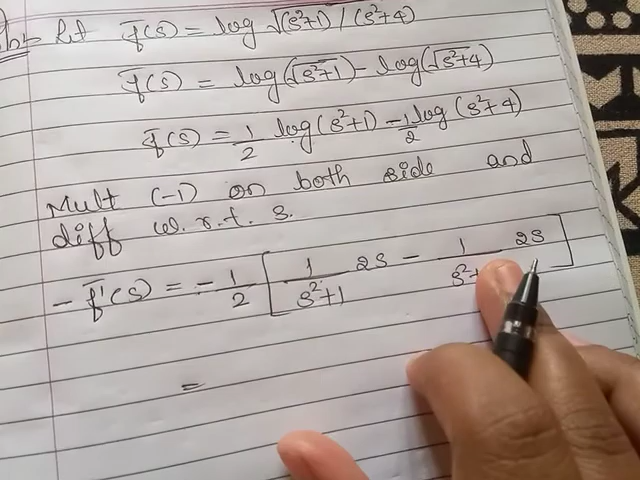 Let f̄(s) = log √(s²+1) / (s²+4)
f̄(s) = log(√s²+1) - log(√s²+4)
f̄(s) = 1/2 log(s²+1) - 1/2 log(s²+4)
Mult (-1) on both side and
diff w.r.t. s.
- f̄'(s) = - 1/2 [ 1/s²+1 2s - 1/s²+ 2s ]
=